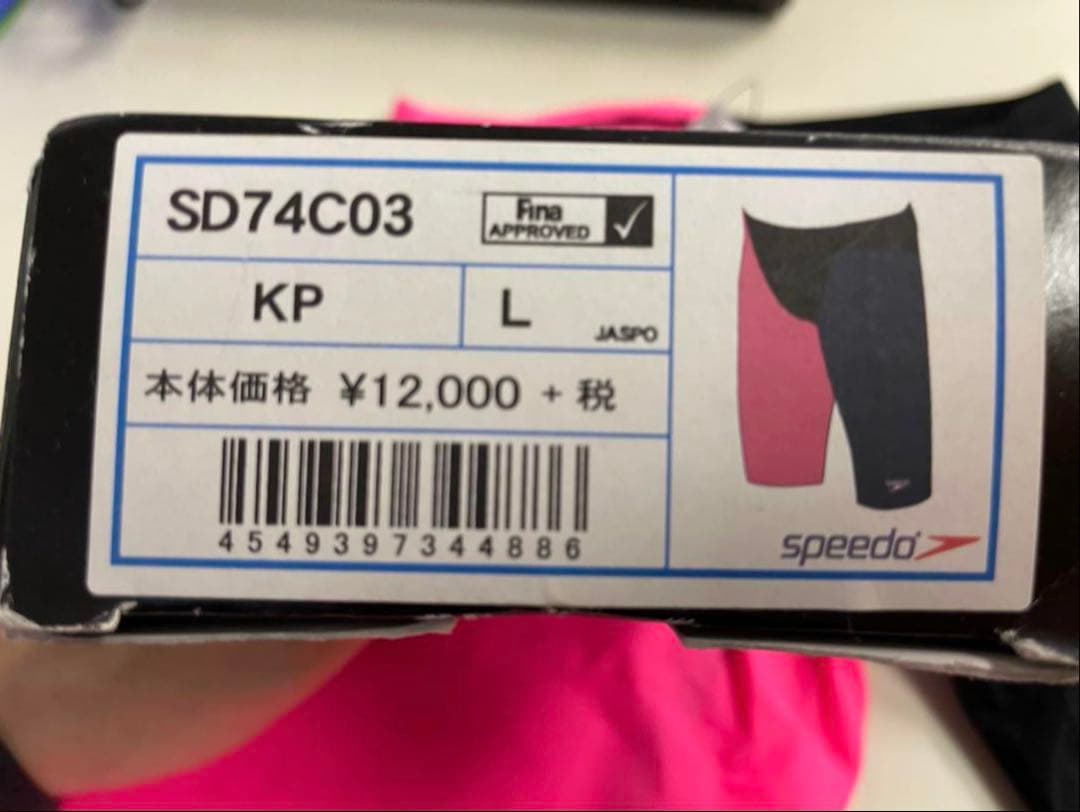 SD74C03
Fina
APPROVED
KP
L
JASPO
本体価格 ¥12,000 + 税
4549397344886
speedo